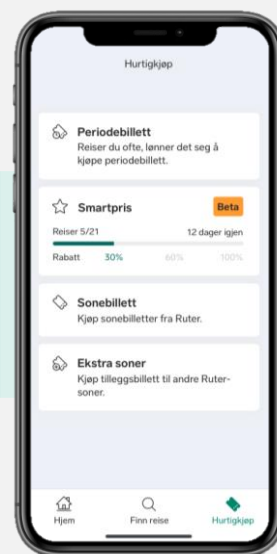 Hurtigkjøp
Periodebillett
Reiser du ofte, lønner det seg å
kjøpe periodebillett.
Smartpris Beta
Reiser 5/21 12 dager igjen
Rabatt 30% 60% 100%
Sonebillett
Kjøp sonebilletter fra Ruter.
Ekstra soner
Kjøp tilleggsbillett til andre Ruter-
soner.
Hjem Finn reise Hurtigkjøp